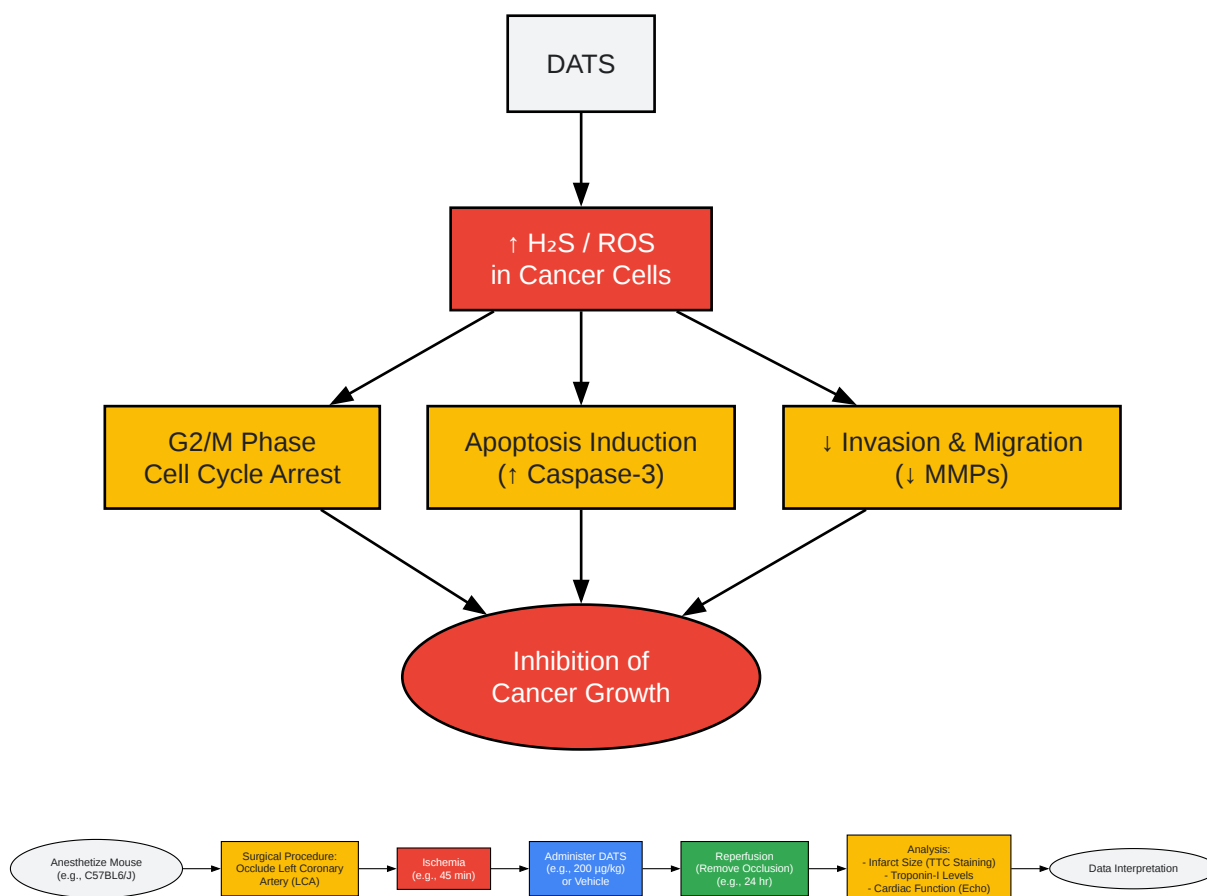 DATS
↑ H₂S / ROS
in Cancer Cells
G2/M Phase
Cell Cycle Arrest
Apoptosis Induction
(↑ Caspase-3)
↓ Invasion & Migration
(↓ MMPs)
Inhibition of
Cancer Growth
Anesthetize Mouse
(e.g., C57BL6/J)
Surgical Procedure:
Occlude Left Coronary
Artery (LCA)
Ischemia
(e.g., 45 min)
Administer DATS
(e.g., 200 µg/kg)
or Vehicle
Reperfusion
(Remove Occlusion)
(e.g., 24 hr)
Analysis:
- Infarct Size (TTC Staining)
- Troponin-I Levels
- Cardiac Function (Echo)
Data Interpretation